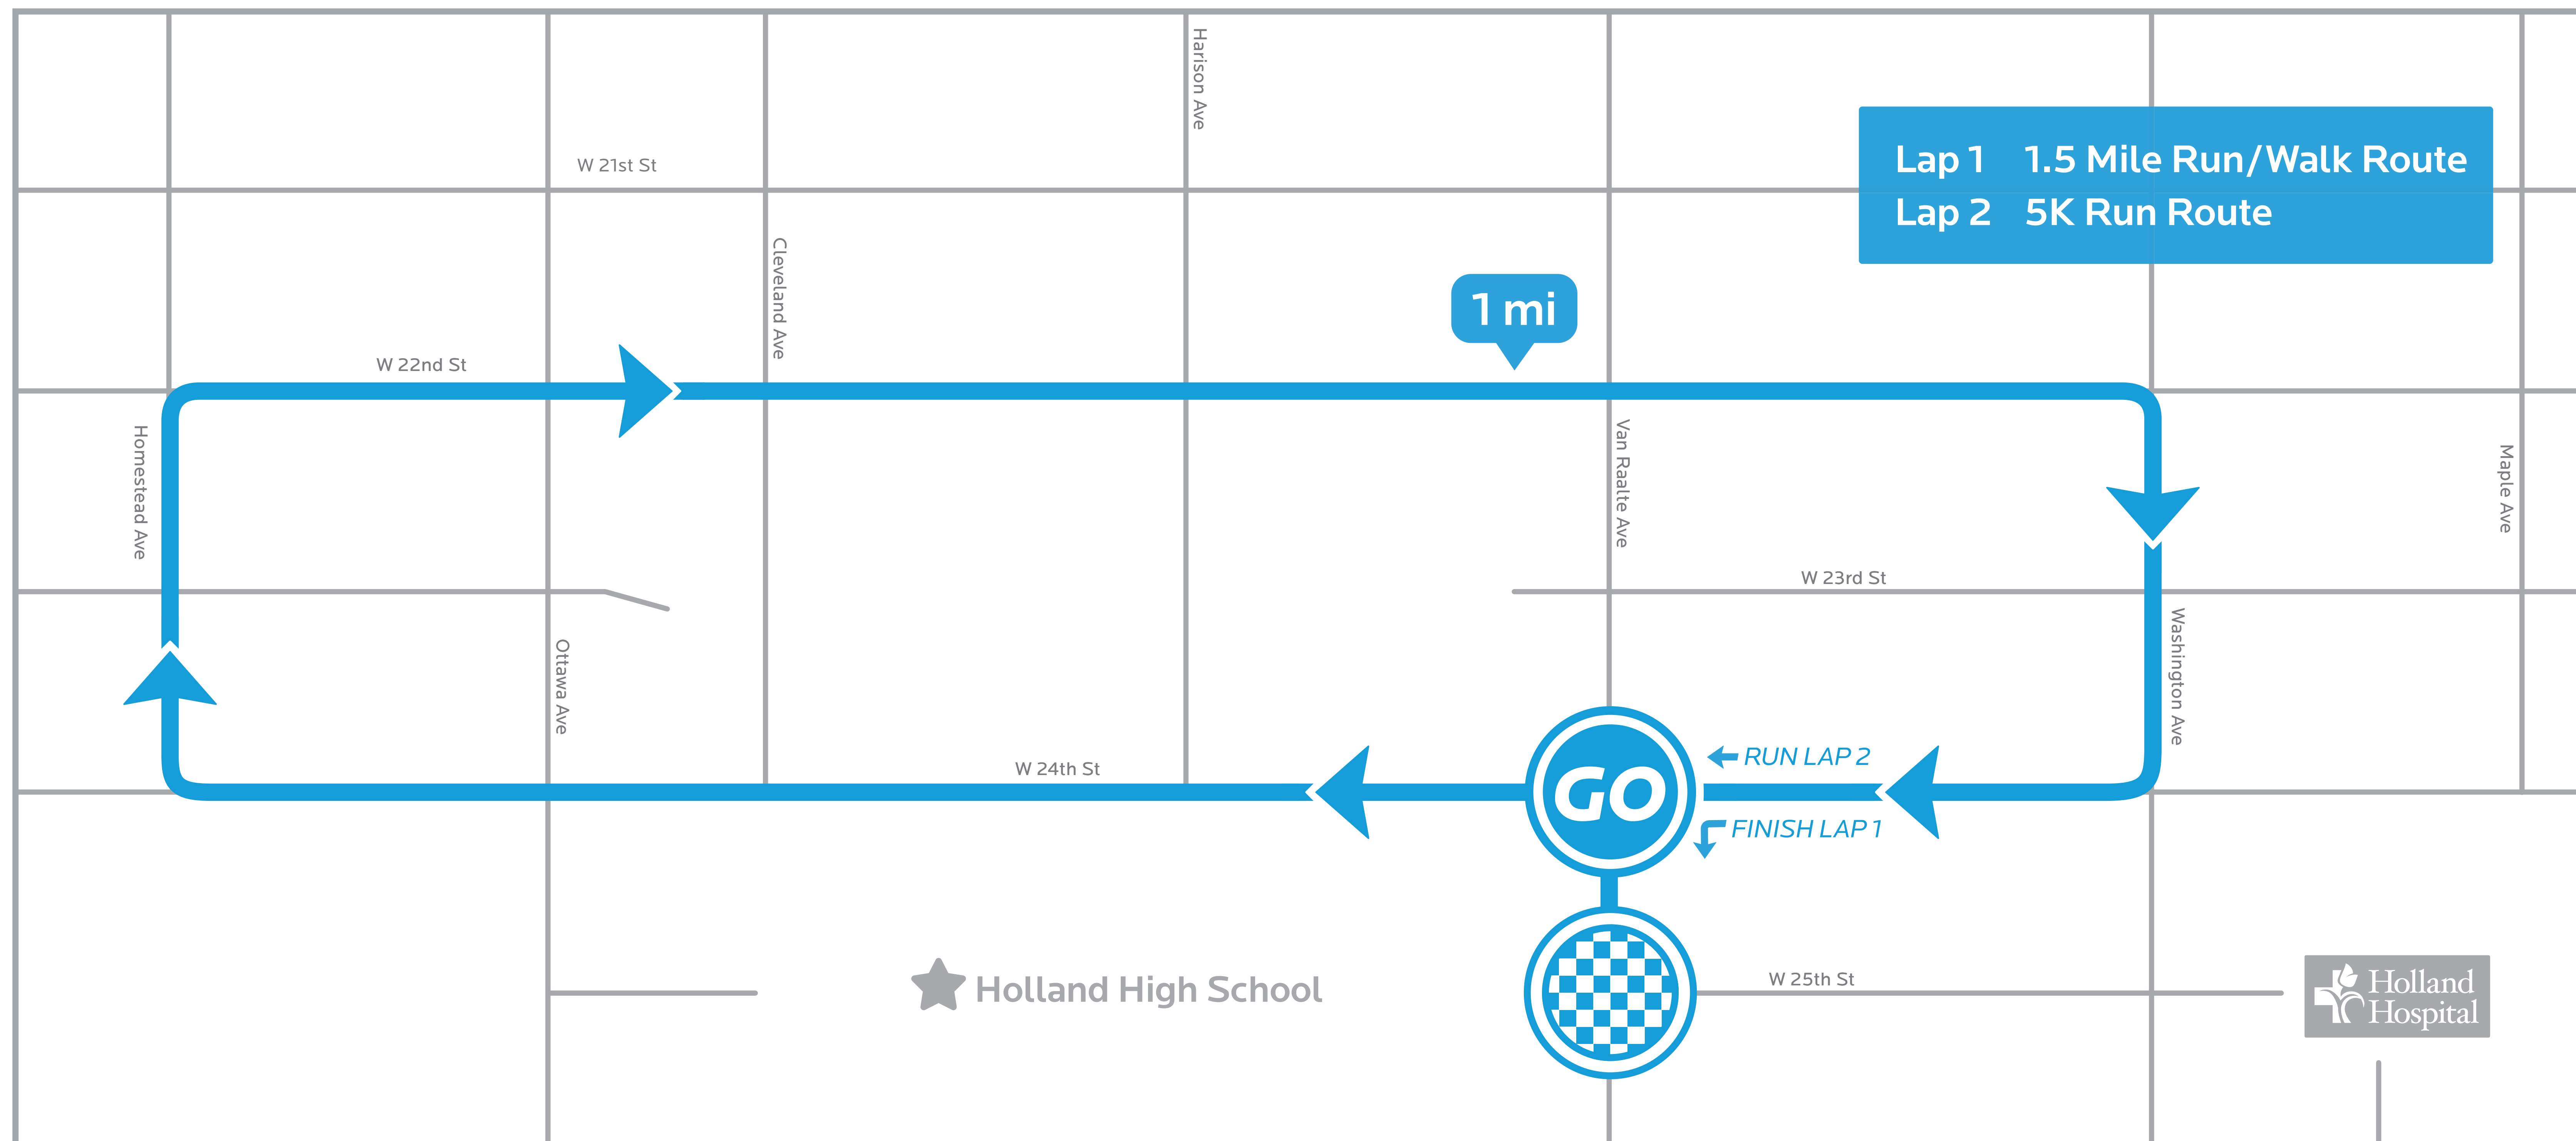 Harison Ave
W 21st St
Lap 1 1.5 Mile Run/Walk Route
Lap 2 5K Run Route
Cleveland Ave
1 mi
W 22nd St
Homestead Ave
Van Raalte Ave
Maple Ave
W 23rd St
Ottawa Ave
Washington Ave
W 24th St
GO
RUN LAP 2
FINISH LAP 1
Holland High School
W 25th St
Holland
Hospital